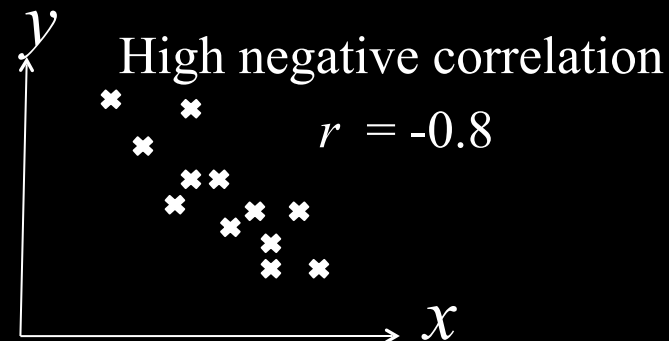 y
High negative correlation
r = -0.8
x